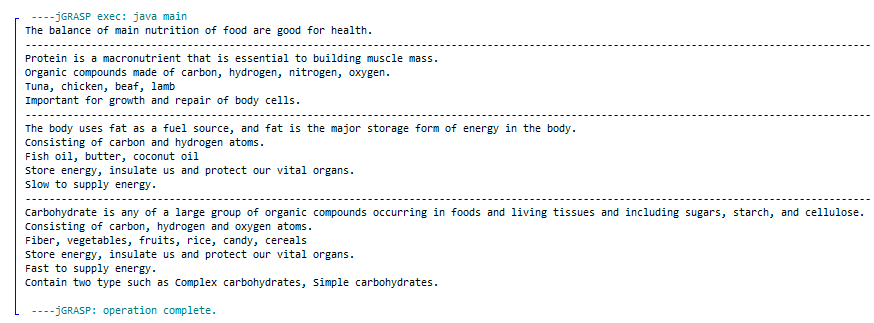 ----jGRASP exec: java main
The balance of main nutrition of food are good for health.
-----------------------------------------------------------------------------------------------------------------------------------
Protein is a macronutrient that is essential to building muscle mass.
Organic compounds made of carbon, hydrogen, nitrogen, oxygen.
Tuna, chicken, beaf, lamb
Important for growth and repair of body cells.
-----------------------------------------------------------------------------------------------------------------------------------
The body uses fat as a fuel source, and fat is the major storage form of energy in the body.
Consisting of carbon and hydrogen atoms.
Fish oil, butter, coconut oil
Store energy, insulate us and protect our vital organs.
Slow to supply energy.
-----------------------------------------------------------------------------------------------------------------------------------
Carbohydrate is any of a large group of organic compounds occurring in foods and living tissues and including sugars, starch, and cellulose.
Consisting of carbon, hydrogen and oxygen atoms.
Fiber, vegetables, fruits, rice, candy, cereals
Store energy, insulate us and protect our vital organs.
Fast to supply energy.
Contain two type such as Complex carbohydrates, Simple carbohydrates.
----jGRASP: operation complete.